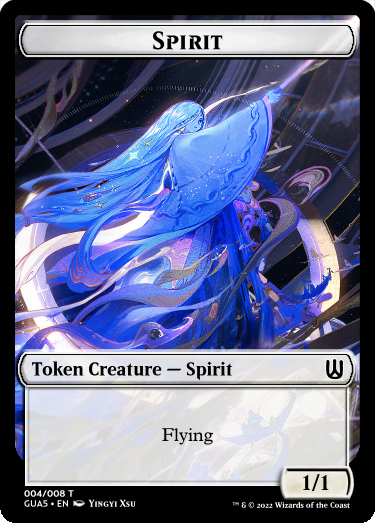 SPIRIT
Token Creature — Spirit
Flying
1/1
004/008 T
GUA5 • EN YINGYI XSU
™ & © 2022 Wizards of the Coast